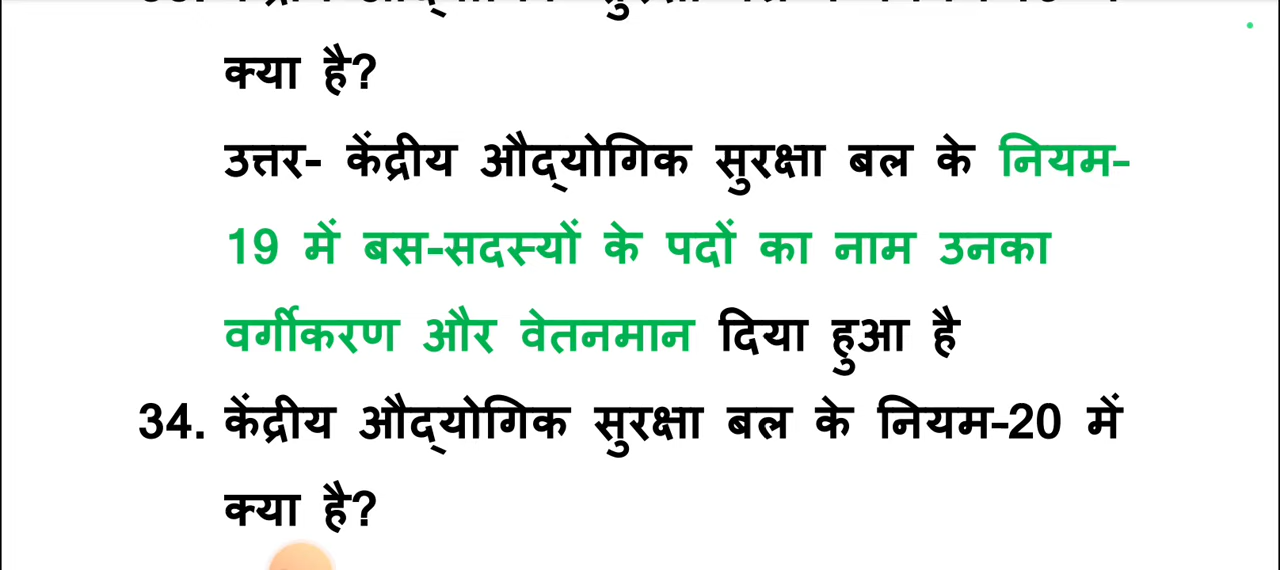 क्या है?
उत्तर- केंद्रीय औद्योगिक सुरक्षा बल के नियम-
19 में बस-सदस्यों के पदों का नाम उनका
वर्गीकरण और वेतनमान दिया हुआ है
34. केंद्रीय औद्योगिक सुरक्षा बल के नियम-20 में
क्या है?